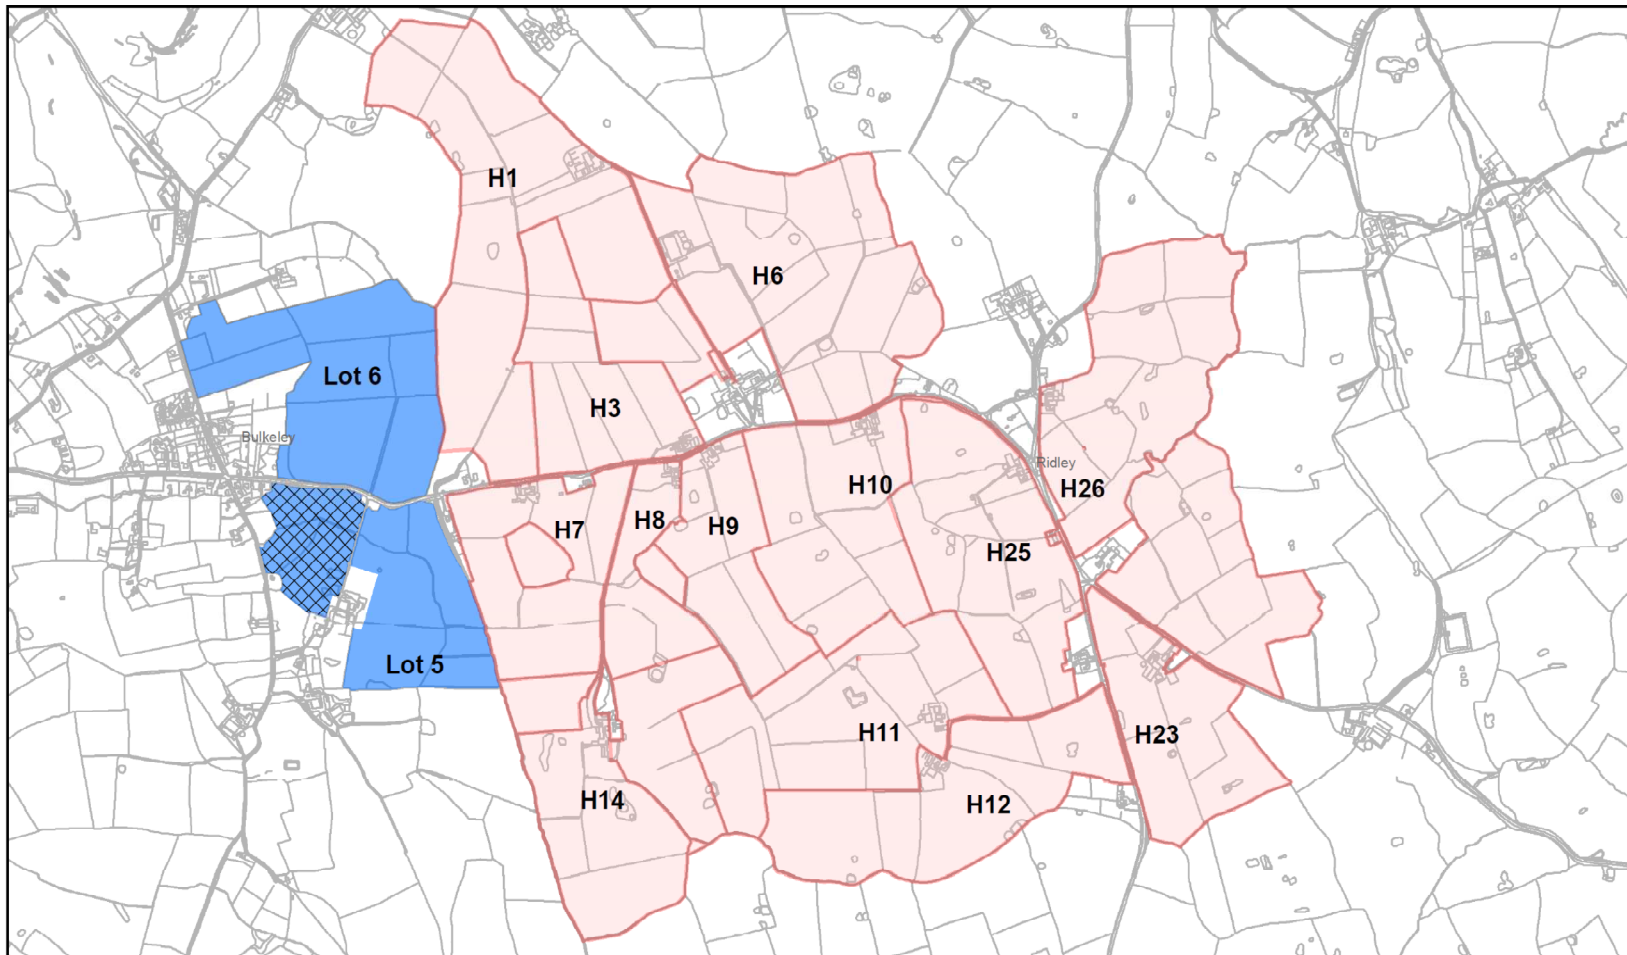 H1
H6
Lot 6
H3
Bulkeley
Ridley
H10
H26
H7
H8
H9
H25
Lot 5
H11
H23
H14
H12